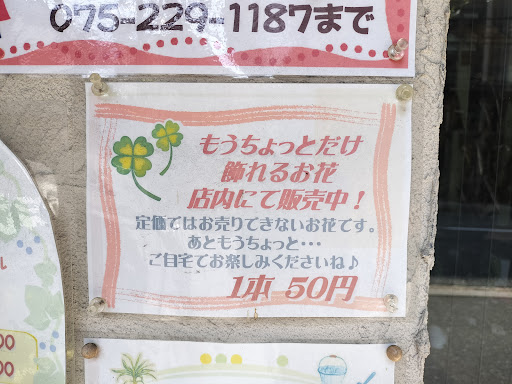 075-229-1187まで
もうちょっとだけ
飾れるお花
店内にて販売中！
定価ではお売りできないお花です。
あともうちょっと･･･
ご自宅でお楽しみくださいね♪
1本 50円
00
00